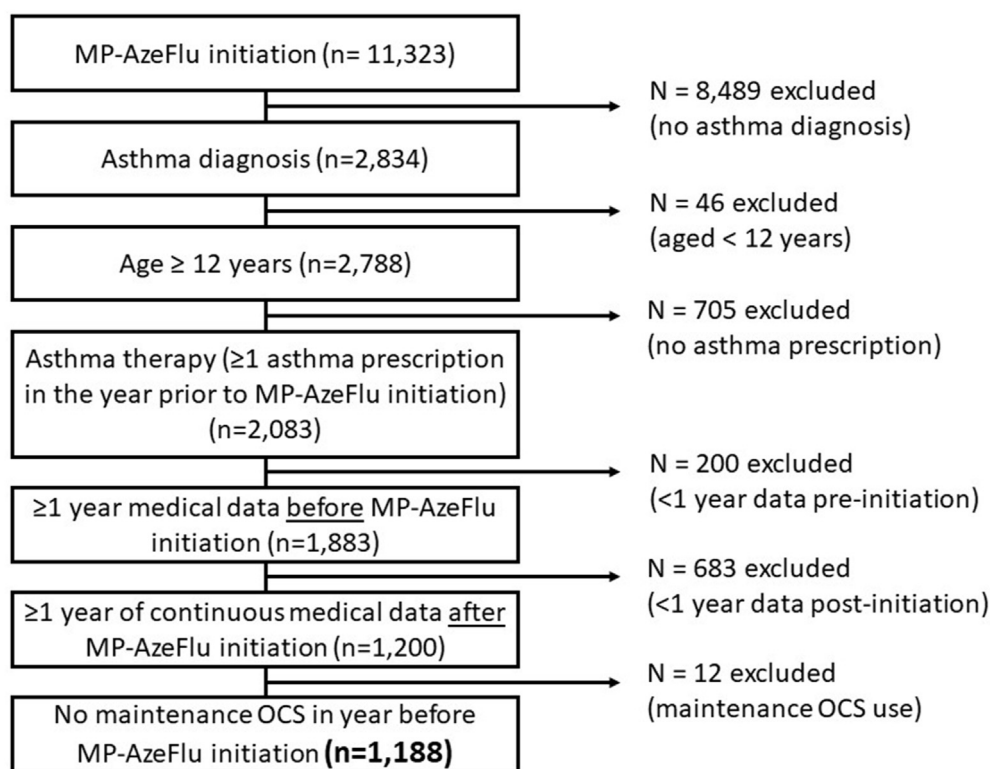 MP-AzeFlu initiation (n= 11,323)
N = 8,489 excluded
(no asthma diagnosis)
Asthma diagnosis (n=2,834)
N = 46 excluded
(aged < 12 years)
Age ≥ 12 years (n=2,788)
N = 705 excluded
(no asthma prescription)
Asthma therapy (≥1 asthma prescription
in the year prior to MP-AzeFlu initiation)
(n=2,083)
N = 200 excluded
(<1 year data pre-initiation)
≥1 year medical data before MP-AzeFlu
initiation (n=1,883)
N = 683 excluded
(<1 year data post-initiation)
≥1 year of continuous medical data after
MP-AzeFlu initiation (n=1,200)
N = 12 excluded
(maintenance OCS use)
No maintenance OCS in year before
MP-AzeFlu initiation (n=1,188)